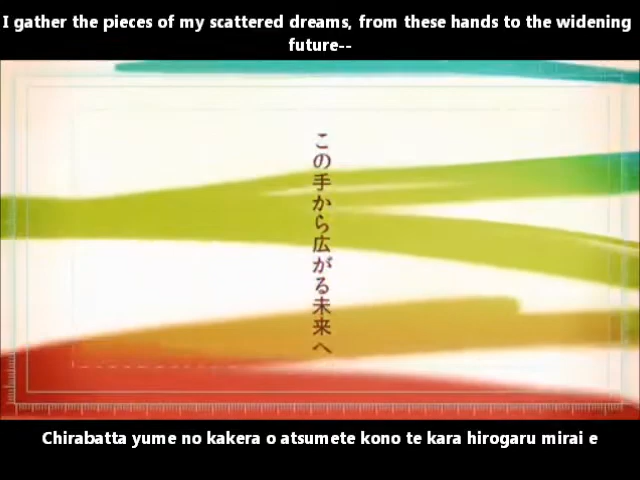 I gather the pieces of my scattered dreams, from these hands to the widening
future--
この手から広がる未来へ
Chirabatta yume no kakera o atsumete kono te kara hirogaru mirai e